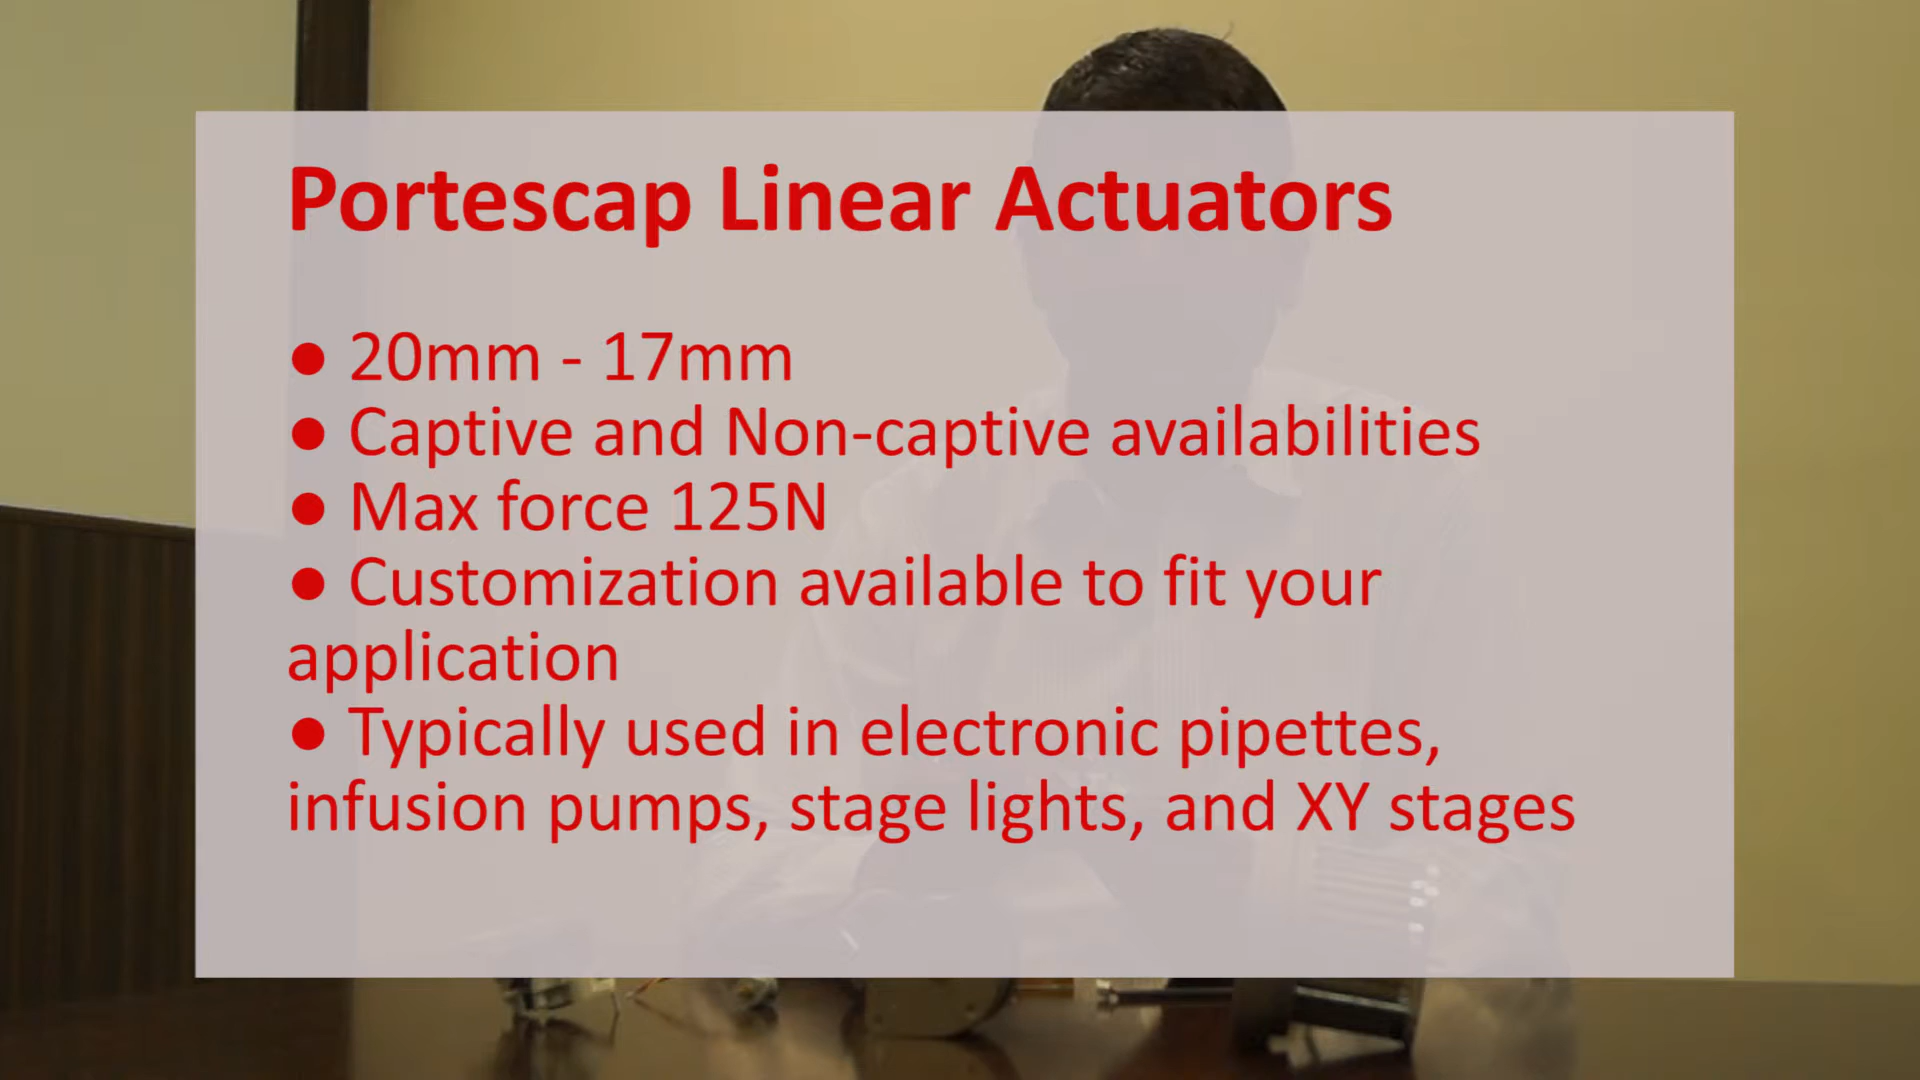 Portescap Linear Actuators
● 20mm - 17mm
● Captive and Non-captive availabilities
● Max force 125N
● Customization available to fit your
application
● Typically used in electronic pipettes,
infusion pumps, stage lights, and XY stages